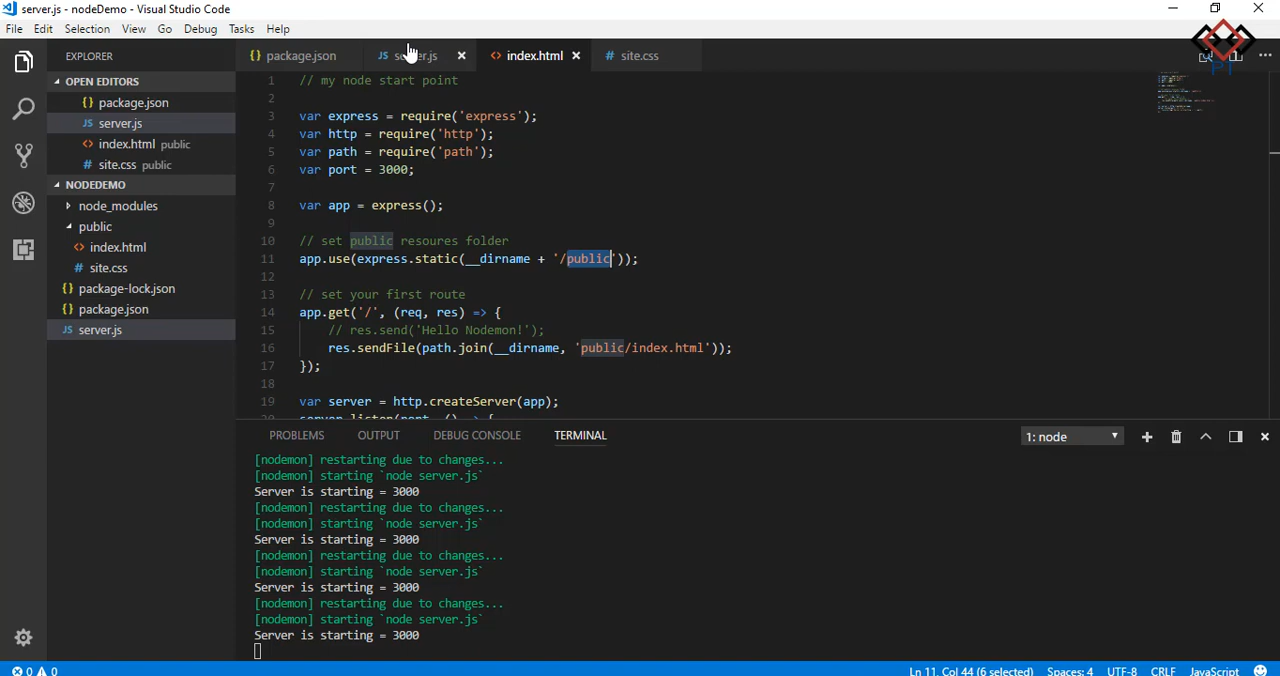 server.js - nodeDemo - Visual Studio Code
File Edit Selection View Go Debug Tasks Help
EXPLORER
OPEN EDITORS
{} package.json
JS server.js
<> index.html public
# site.css public
NODEDEMO
node_modules
public
<> index.html
# site.css
{} package-lock.json
{} package.json
JS server.js
{} package.json JS server.js <> index.html # site.css
PT
1 // my node start point
2
3 var express = require('express');
4 var http = require('http');
5 var path = require('path');
6 var port = 3000;
7
8 var app = express();
9
10 // set public resoures folder
11 app.use(express.static(__dirname + '/public'));
12
13 // set your first route
14 app.get('/', (req, res) => {
15 // res.send('Hello Nodemon!');
16 res.sendFile(path.join(__dirname, 'public/index.html'));
17 });
18
19 var server = http.createServer(app);
20 server.listen(port, () => {
PROBLEMS OUTPUT DEBUG CONSOLE TERMINAL 1: node
[nodemon] restarting due to changes...
[nodemon] starting `node server.js`
Server is starting = 3000
[nodemon] restarting due to changes...
[nodemon] starting `node server.js`
Server is starting = 3000
[nodemon] restarting due to changes...
[nodemon] starting `node server.js`
Server is starting = 3000
[nodemon] restarting due to changes...
[nodemon] starting `node server.js`
Server is starting = 3000
0 0 Ln 11, Col 44 (6 selected) Spaces: 4 UTF-8 CRLF JavaScript